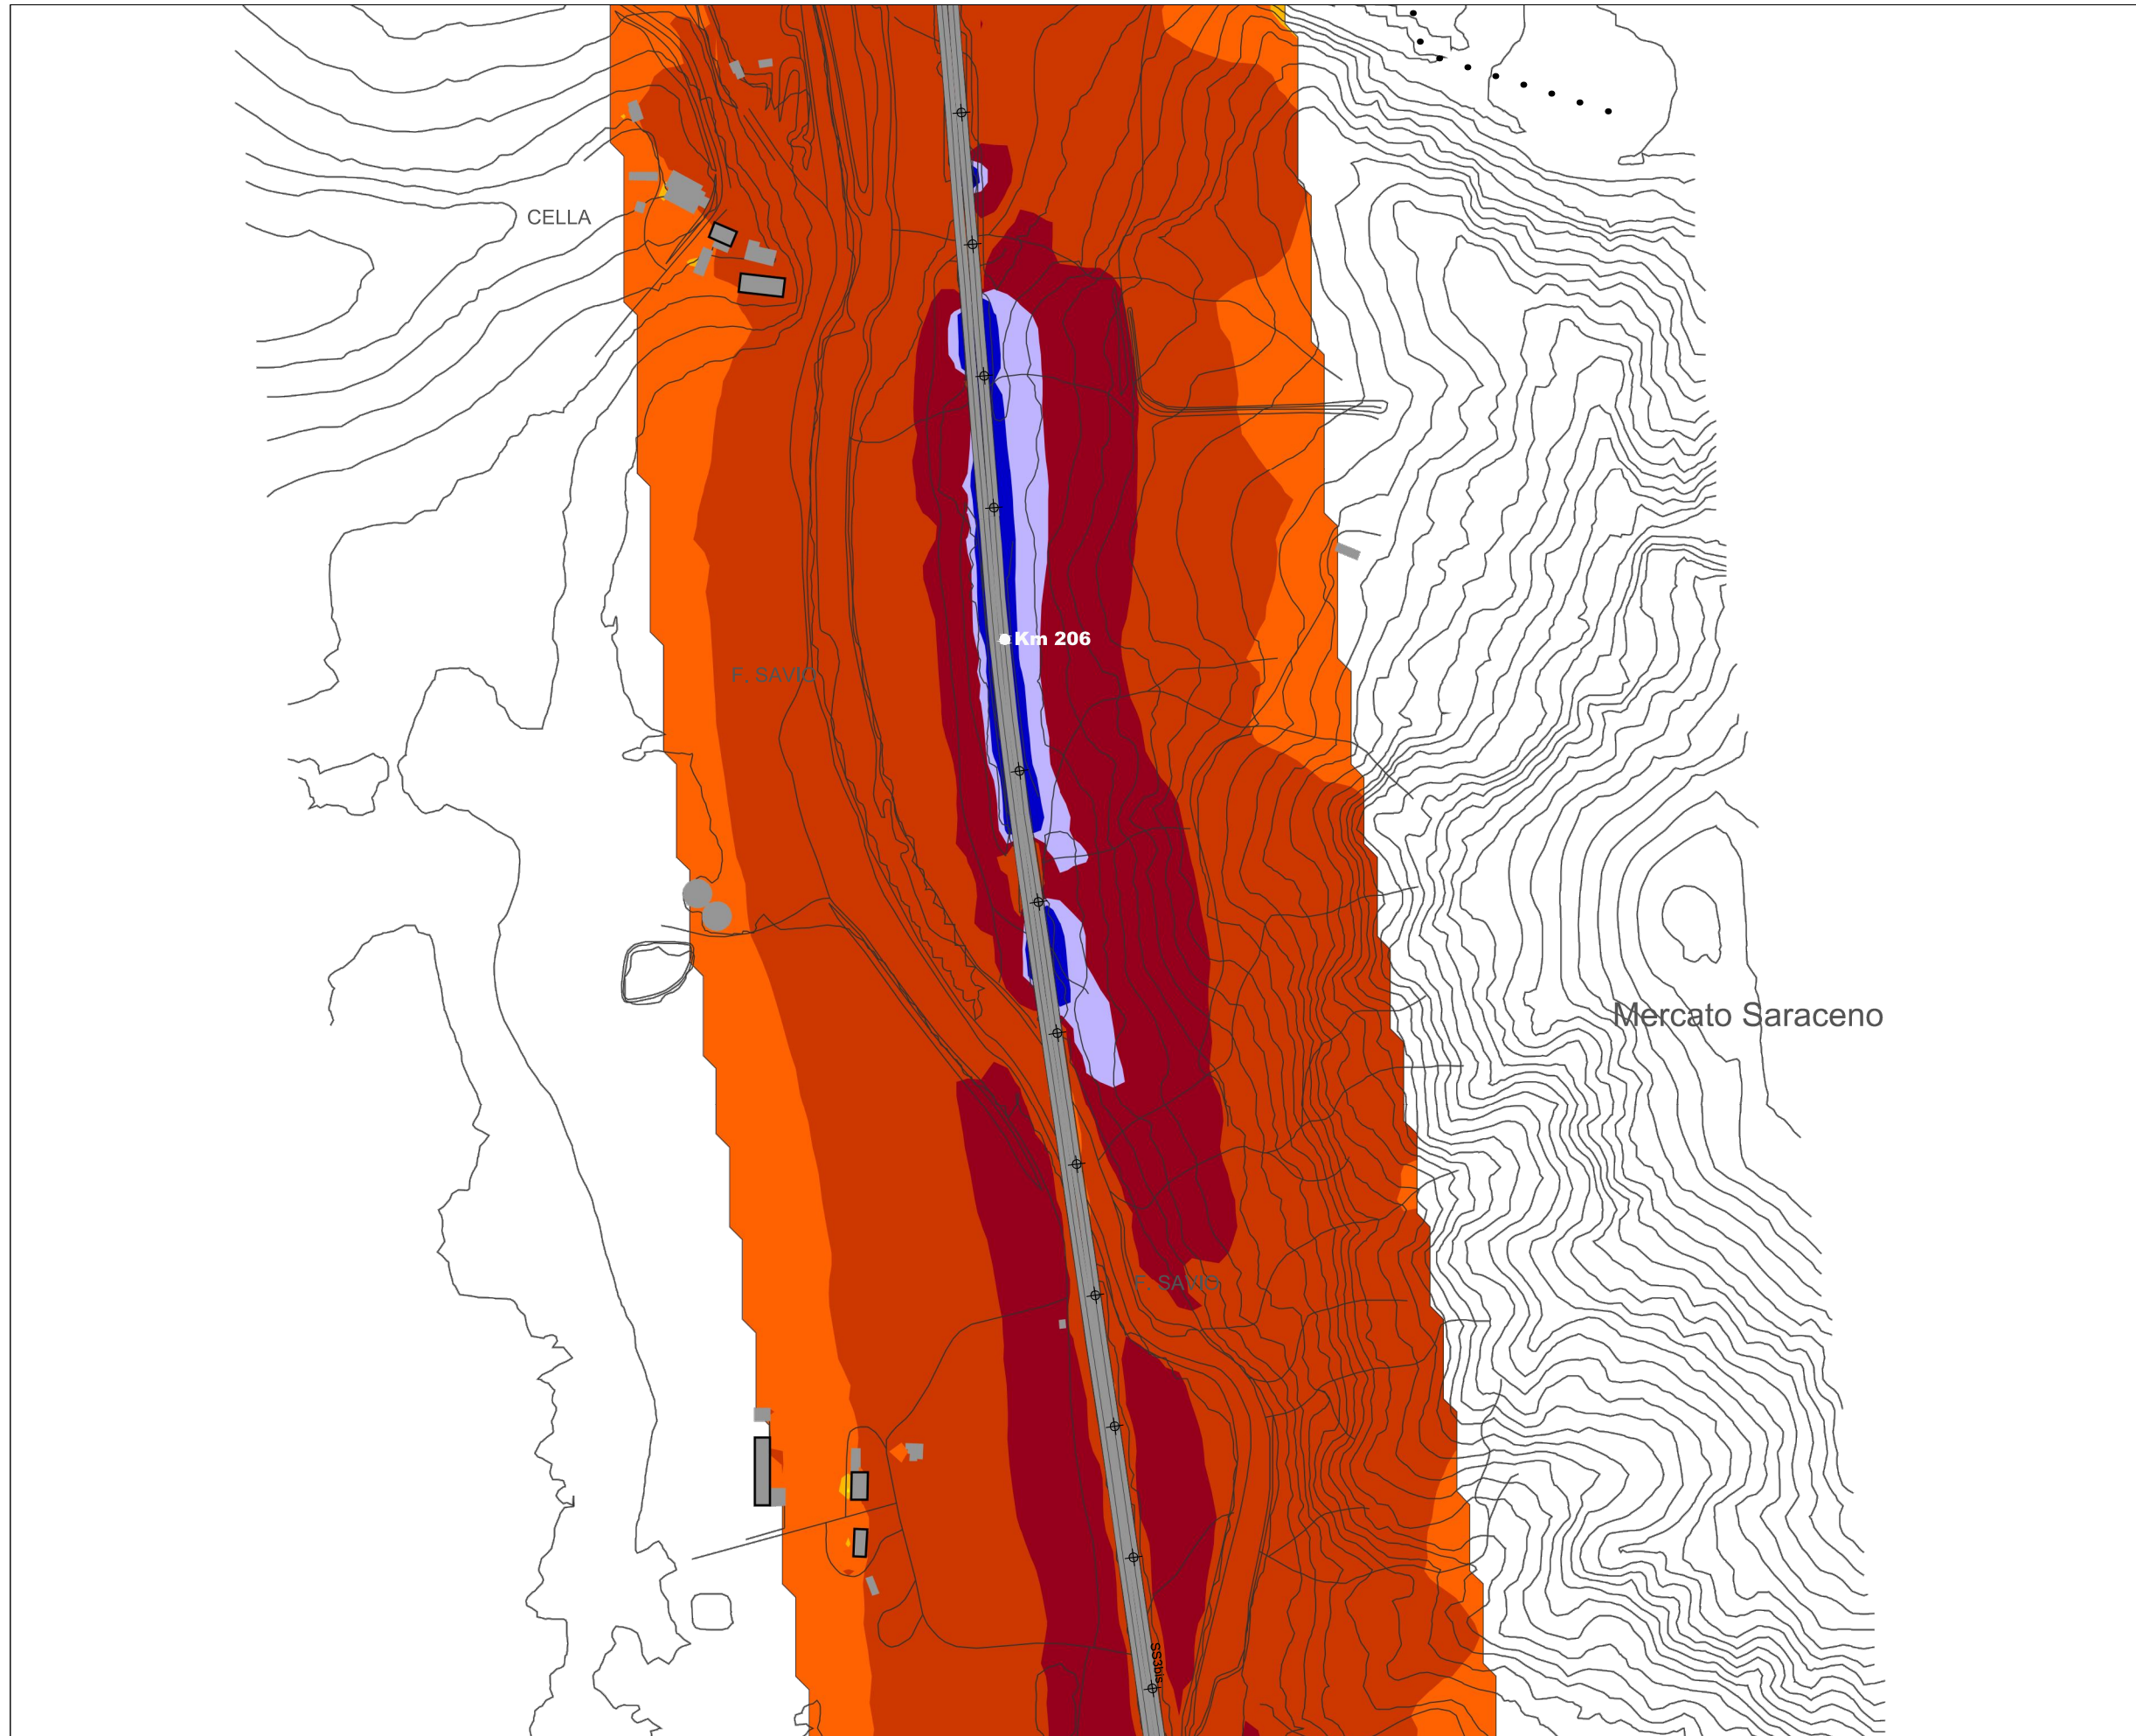 CELLA
Km 206
F. SAVIO
Mercato Saraceno
F. SAVIO
SS3bis